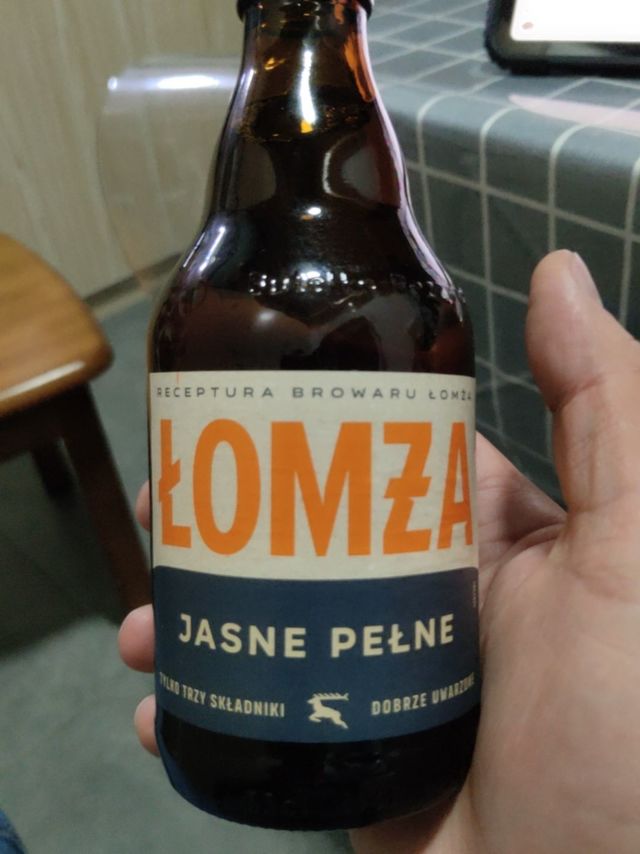 RECEPTURA BROWARU ŁOMŻA
ŁOMŻA
JASNE PEŁNE
TYLKO TRZY SKŁADNIKI DOBRZE UWARZONE